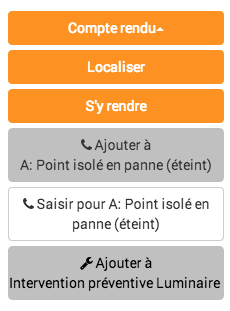 Compte rendu
Localiser
S'y rendre
Ajouter à
A: Point isolé en panne (éteint)
Saisir pour A: Point isolé en
panne (éteint)
Ajouter à
Intervention préventive Luminaire